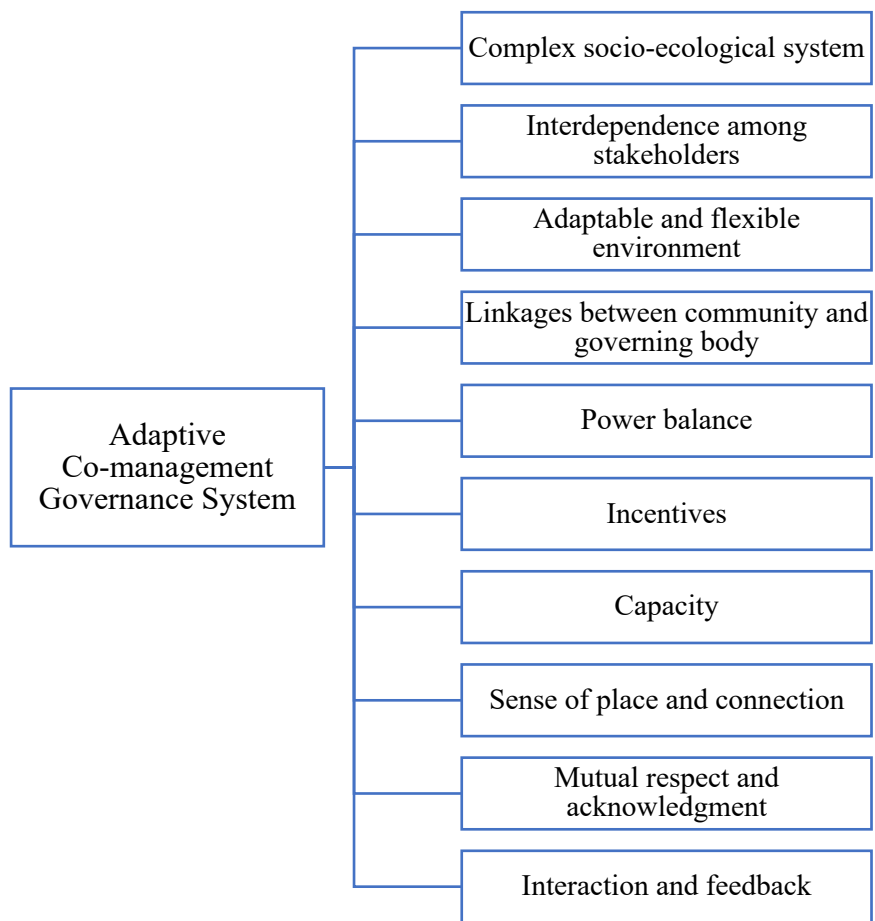 Complex socio-ecological system
Interdependence among
stakeholders
Adaptable and flexible
environment
Linkages between community and
governing body
Adaptive
Co-management
Governance System
Power balance
Incentives
Capacity
Sense of place and connection
Mutual respect and
acknowledgment
Interaction and feedback